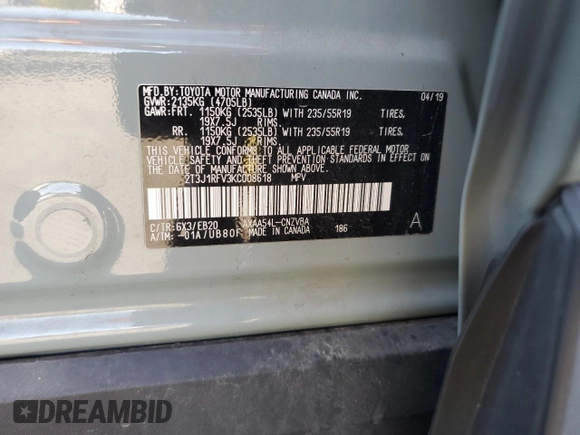 MFD.BY:TOYOTA MOTOR MANUFACTURING CANADA INC. 04/19
GVWR:2135KG (4705LB)
GAWR:FRT. 1150KG (2535LB) WITH 235/55R19 TIRES,
19X7.5J RIMS.
RR. 1150KG (2535LB) WITH 235/55R19 TIRES,
19X7.5J RIMS.
THIS VEHICLE CONFORMS TO ALL APPLICABLE FEDERAL MOTOR
VEHICLE SAFETY AND THEFT PREVENTION STANDARDS IN EFFECT
ON THE DATE OF MANUFACTURE SHOWN ABOVE.
2T3J1RFV3KC008618 MPV
C/TR:6X3/EB20 AXAA54L-CNZVBA
A/TM: -01A/UB80F MADE IN CANADA 186 A
DREAMBID